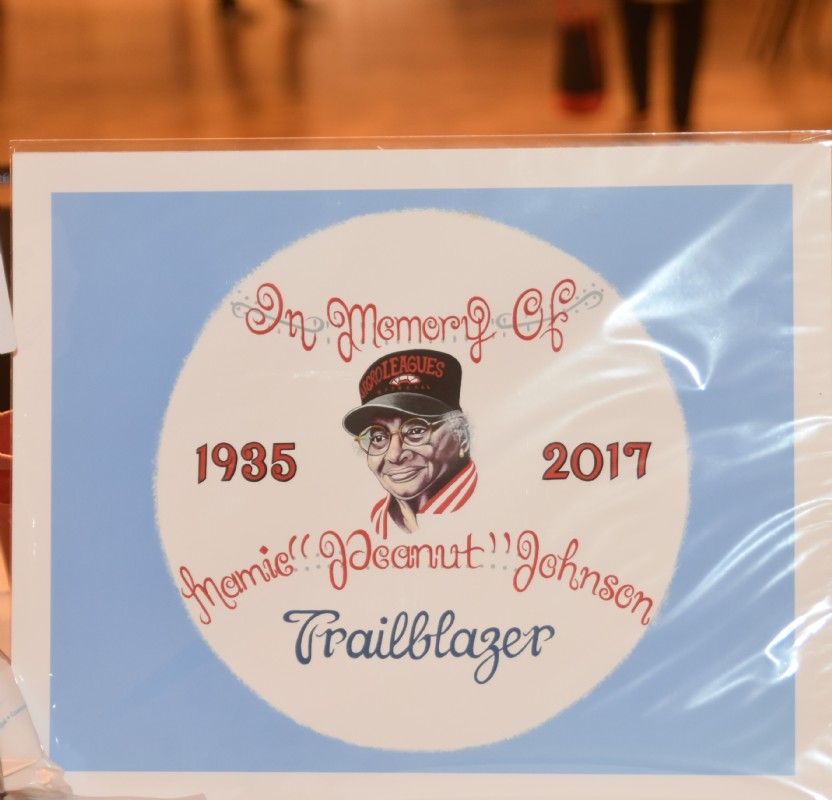 In Memory Of
NEGRO LEAGUES
1935
2017
Mamie "Peanut" Johnson
Trailblazer